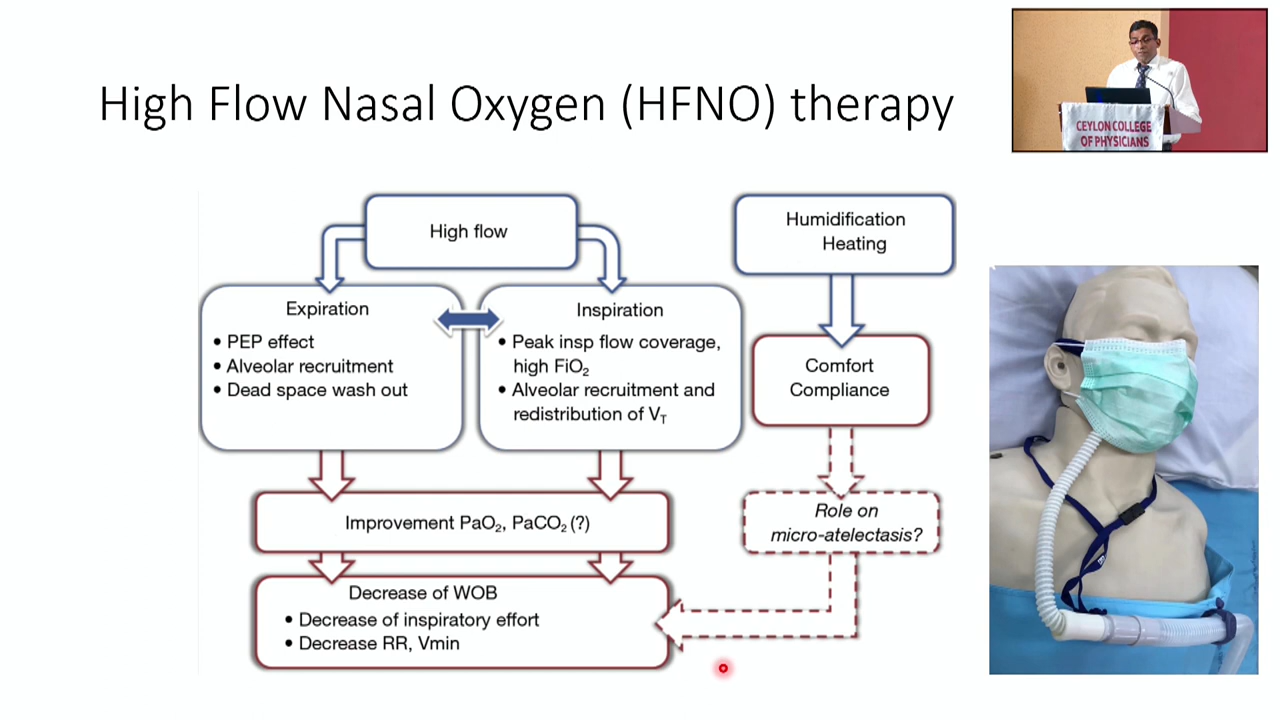 High Flow Nasal Oxygen (HFNO) therapy
CEYLON COLLEGE
OF PHYSICIANS
High flow
Humidification
Heating
Expiration
• PEP effect
• Alveolar recruitment
• Dead space wash out
Inspiration
• Peak insp flow coverage,
high FiO₂
• Alveolar recruitment and
redistribution of V_T
Comfort
Compliance
Improvement PaO₂, PaCO₂ (?)
Role on
micro-atelectasis?
Decrease of WOB
• Decrease of inspiratory effort
• Decrease RR, Vmin